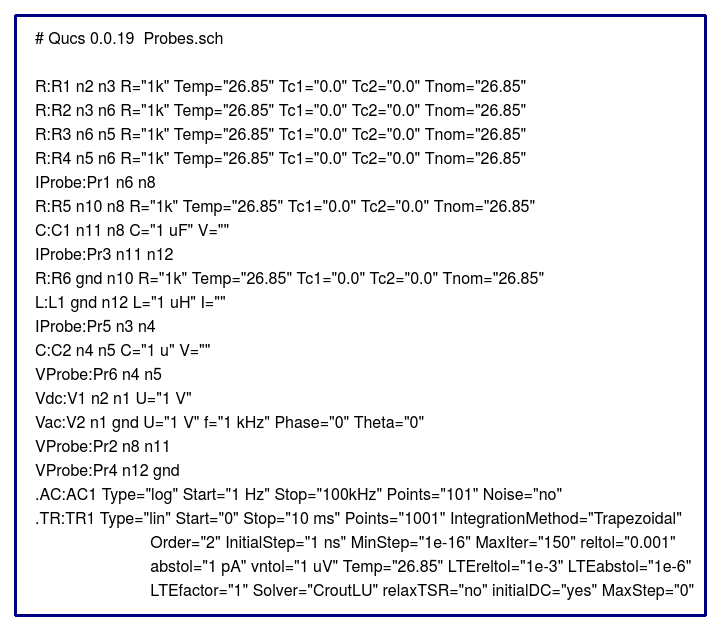 # Qucs 0.0.19  Probes.sch
R:R1 n2 n3 R="1k" Temp="26.85" Tc1="0.0" Tc2="0.0" Tnom="26.85"
R:R2 n3 n6 R="1k" Temp="26.85" Tc1="0.0" Tc2="0.0" Tnom="26.85"
R:R3 n6 n5 R="1k" Temp="26.85" Tc1="0.0" Tc2="0.0" Tnom="26.85"
R:R4 n5 n6 R="1k" Temp="26.85" Tc1="0.0" Tc2="0.0" Tnom="26.85"
IProbe:Pr1 n6 n8
R:R5 n10 n8 R="1k" Temp="26.85" Tc1="0.0" Tc2="0.0" Tnom="26.85"
C:C1 n11 n8 C="1 uF" V=""
IProbe:Pr3 n11 n12
R:R6 gnd n10 R="1k" Temp="26.85" Tc1="0.0" Tc2="0.0" Tnom="26.85"
L:L1 gnd n12 L="1 uH" I=""
IProbe:Pr5 n3 n4
C:C2 n4 n5 C="1 u" V=""
VProbe:Pr6 n4 n5
Vdc:V1 n2 n1 U="1 V"
Vac:V2 n1 gnd U="1 V" f="1 kHz" Phase="0" Theta="0"
VProbe:Pr2 n8 n11
VProbe:Pr4 n12 gnd
.AC:AC1 Type="log" Start="1 Hz" Stop="100kHz" Points="101" Noise="no"
.TR:TR1 Type="lin" Start="0" Stop="10 ms" Points="1001" IntegrationMethod="Trapezoidal"
Order="2" InitialStep="1 ns" MinStep="1e-16" MaxIter="150" reltol="0.001"
abstol="1 pA" vntol="1 uV" Temp="26.85" LTEreltol="1e-3" LTEabstol="1e-6"
LTEfactor="1" Solver="CroutLU" relaxTSR="no" initialDC="yes" MaxStep="0"